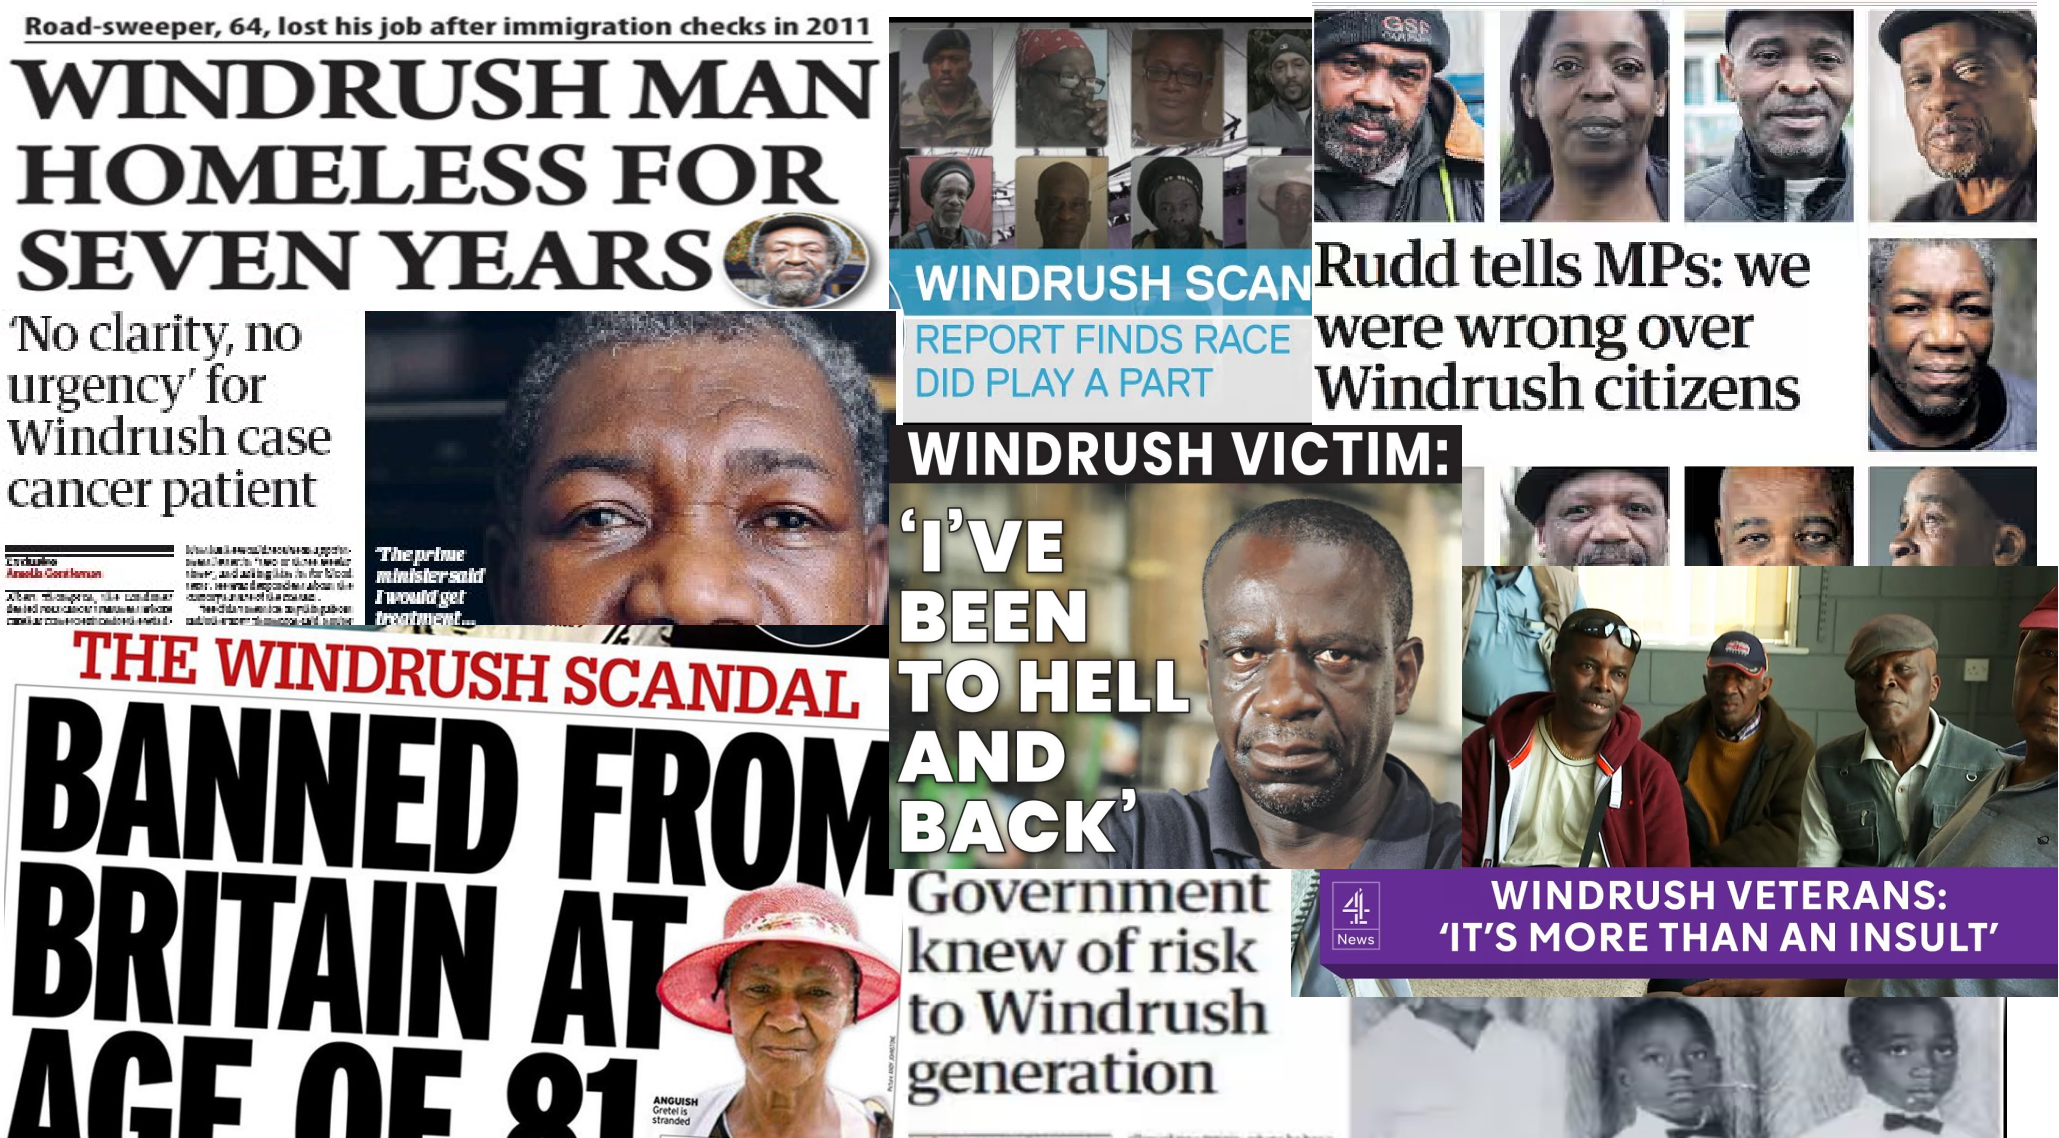 Road-sweeper, 64, lost his job after immigration checks in 2011
WINDRUSH MAN
HOMELESS FOR
SEVEN YEARS
'No clarity, no
urgency' for
Windrush case
cancer patient
Exclusive
Amelia Gentleman
'The prime
minister said
I would get
treatment...
THE WINDRUSH SCANDAL
BANNED FROM
BRITAIN AT
AGE OF 81
ANGUISH
Gretel is
stranded
WINDRUSH SCAN
REPORT FINDS RACE
DID PLAY A PART
GSF
Rudd tells MPs: we
were wrong over
Windrush citizens
WINDRUSH VICTIM:
'I'VE
BEEN
TO HELL
AND
BACK'
4
News
WINDRUSH VETERANS:
'IT'S MORE THAN AN INSULT'
Government
knew of risk
to Windrush
generation